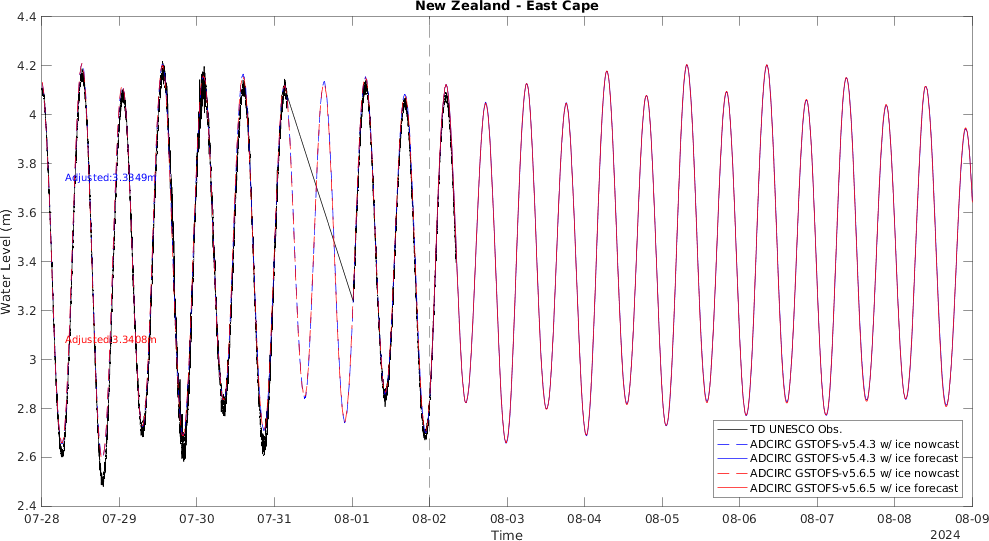 New Zealand - East Cape
4.4
4.2
4
3.8
3.6
3.4
3.2
3
2.8
2.6
2.4
Water Level (m)
Adjusted:3.3349m
Adjusted:3.3408m
TD UNESCO Obs.
ADCIRC GSTOFS-v5.4.3 w/ ice nowcast
ADCIRC GSTOFS-v5.4.3 w/ ice forecast
ADCIRC GSTOFS-v5.6.5 w/ ice nowcast
ADCIRC GSTOFS-v5.6.5 w/ ice forecast
07-28 07-29 07-30 07-31 08-01 08-02 08-03 08-04 08-05 08-06 08-07 08-08 08-09
Time
2024